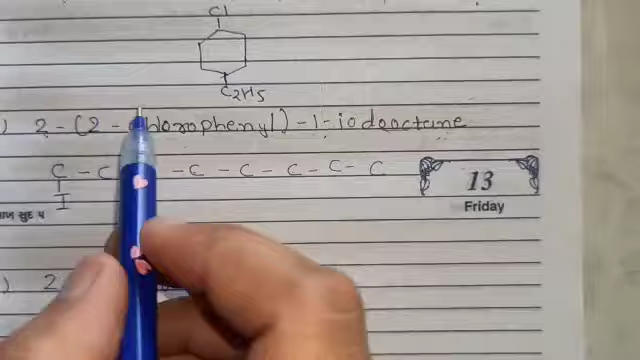 Cl
C2H5
) 2-(2-chlorophenyl)-1-iodooctane
C - C - C - C - C - C - C
I
13
Friday
) 2